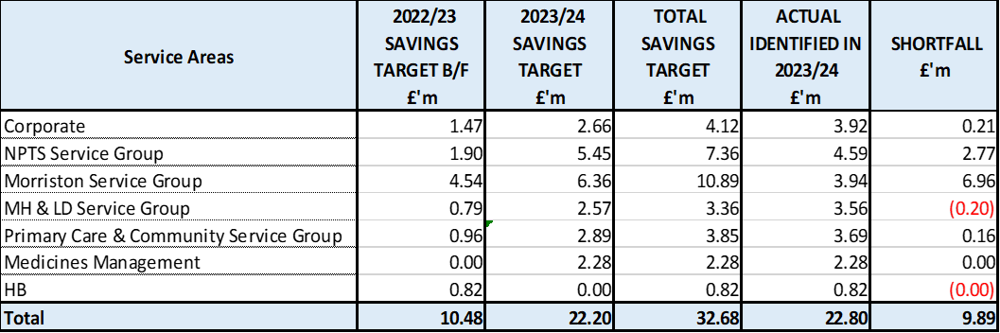 Service Areas 2022/23 SAVINGS TARGET B/F £'m 2023/24 SAVINGS TARGET £'m TOTAL SAVINGS TARGET £'m ACTUAL IDENTIFIED IN 2023/24 £'m SHORTFALL £'m
Corporate 1.47 2.66 4.12 3.92 0.21
NPTS Service Group 1.90 5.45 7.36 4.59 2.77
Morriston Service Group 4.54 6.36 10.89 3.94 6.96
MH & LD Service Group 0.79 2.57 3.36 3.56 (0.20)
Primary Care & Community Service Group 0.96 2.89 3.85 3.69 0.16
Medicines Management 0.00 2.28 2.28 2.28 0.00
HB 0.82 0.00 0.82 0.82 (0.00)
Total 10.48 22.20 32.68 22.80 9.89